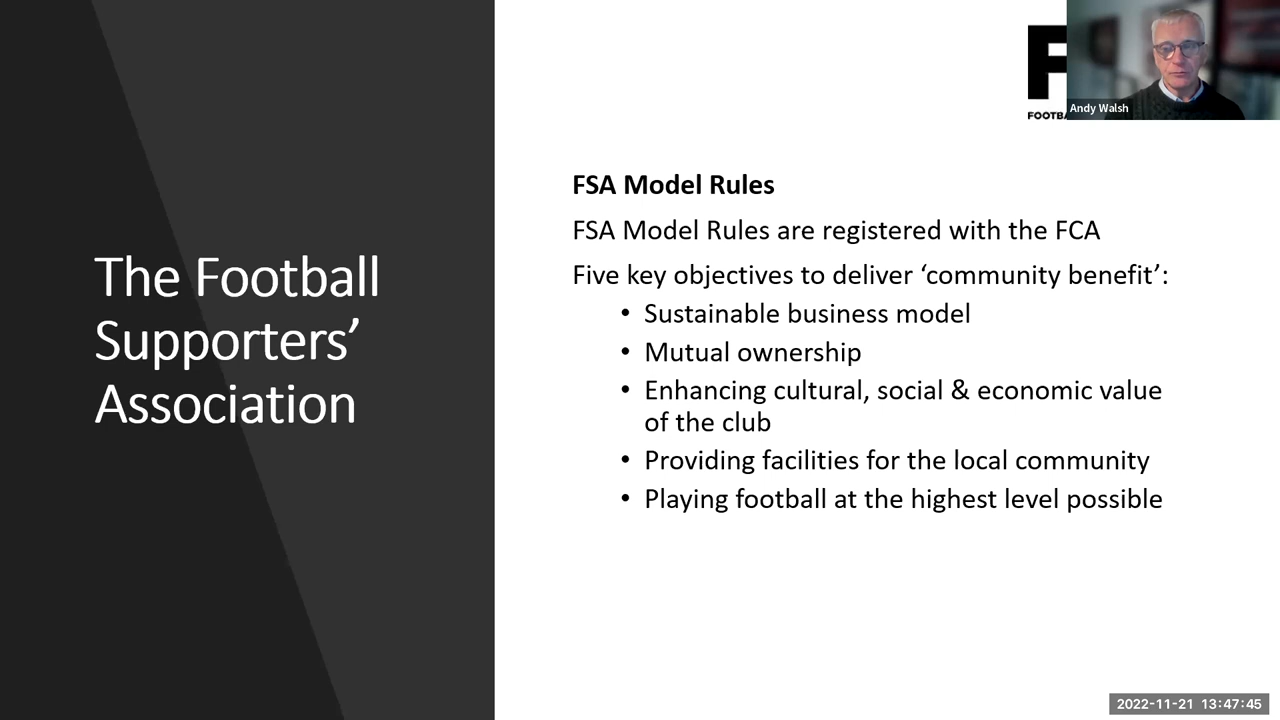 F
FOOTBA
Andy Walsh
The Football
Supporters’
Association
FSA Model Rules
FSA Model Rules are registered with the FCA
Five key objectives to deliver ‘community benefit’:
• Sustainable business model
• Mutual ownership
• Enhancing cultural, social & economic value
of the club
• Providing facilities for the local community
• Playing football at the highest level possible
2022-11-21 13:47:45